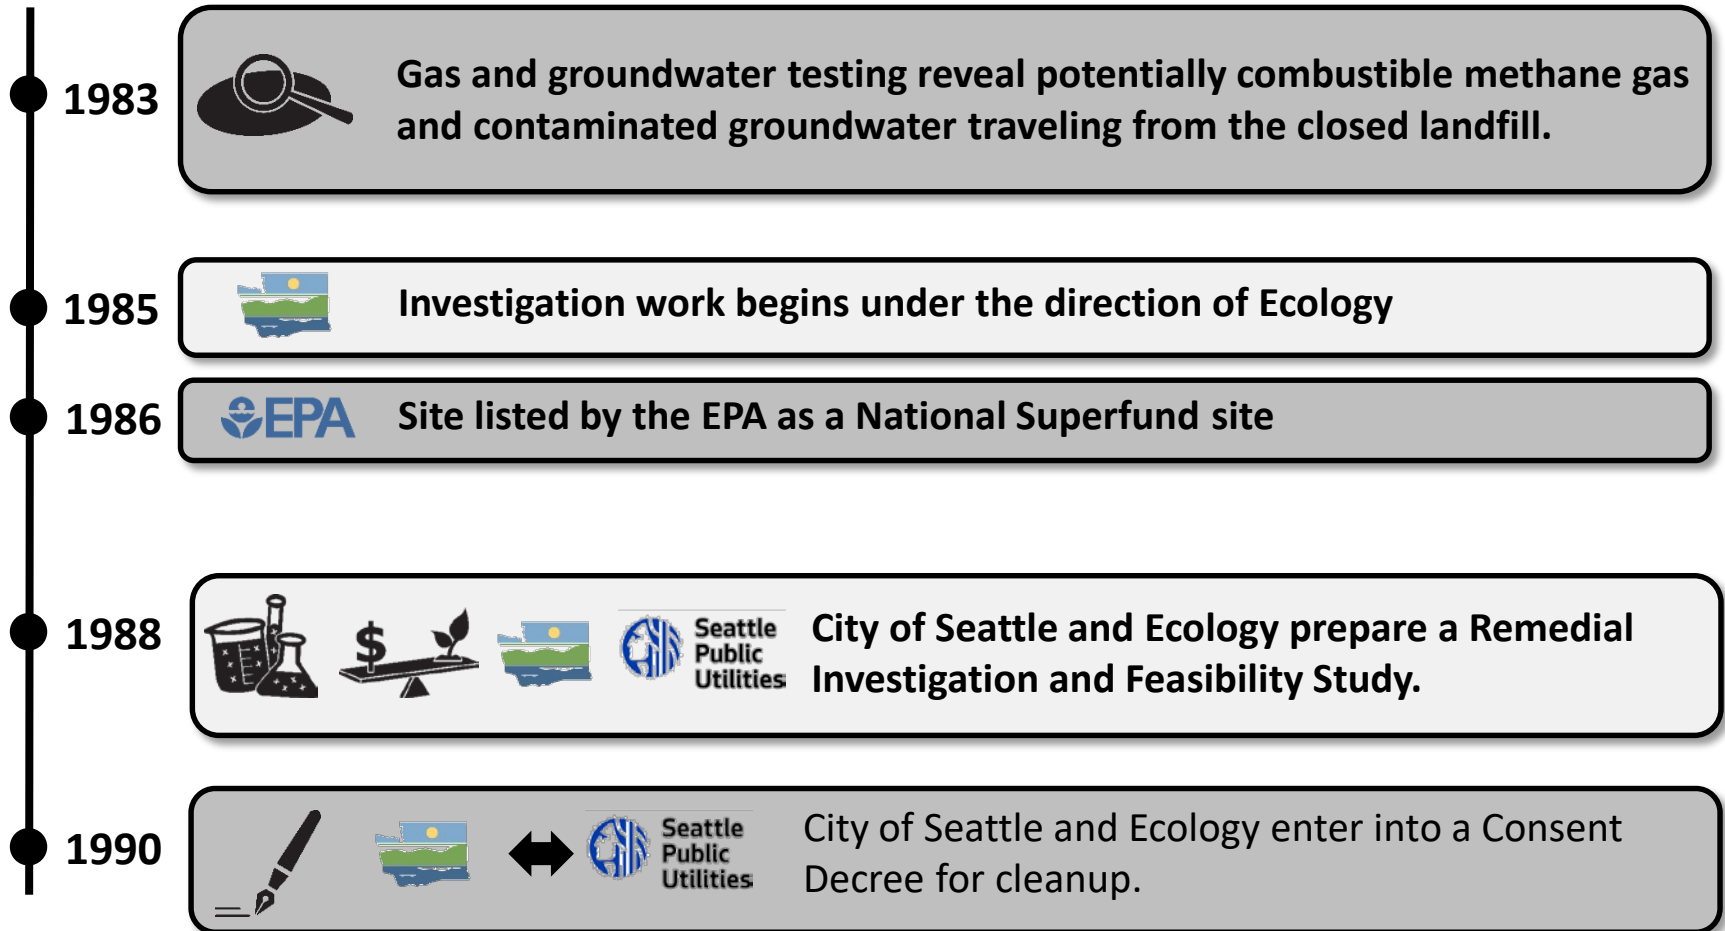 1983
Gas and groundwater testing reveal potentially combustible methane gas
and contaminated groundwater traveling from the closed landfill.
1985
Investigation work begins under the direction of Ecology
1986
EPA
Site listed by the EPA as a National Superfund site
1988
$
Seattle
Public
Utilities
City of Seattle and Ecology prepare a Remedial
Investigation and Feasibility Study.
1990
Seattle
Public
Utilities
City of Seattle and Ecology enter into a Consent
Decree for cleanup.